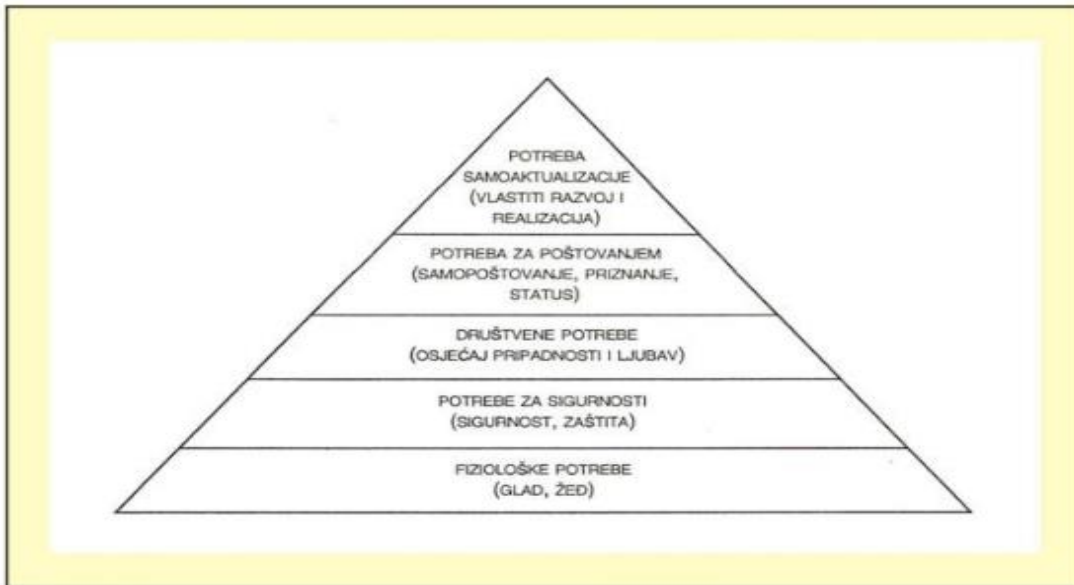 POTREBA
SAMOAKTUALIZACIJE
(VLASTITI RAZVOJ I
REALIZACIJA)
POTREBA ZA POŠTOVANJEM
(SAMOPOŠTOVANJE, PRIZNANJE,
STATUS)
DRUŠTVENE POTREBE
(OSJEĆAJ PRIPADNOSTI I LJUBAV)
POTREBE ZA SIGURNOSTI
(SIGURNOST, ZAŠTITA)
FIZIOLOŠKE POTREBE
(GLAD, ŽEĐ)